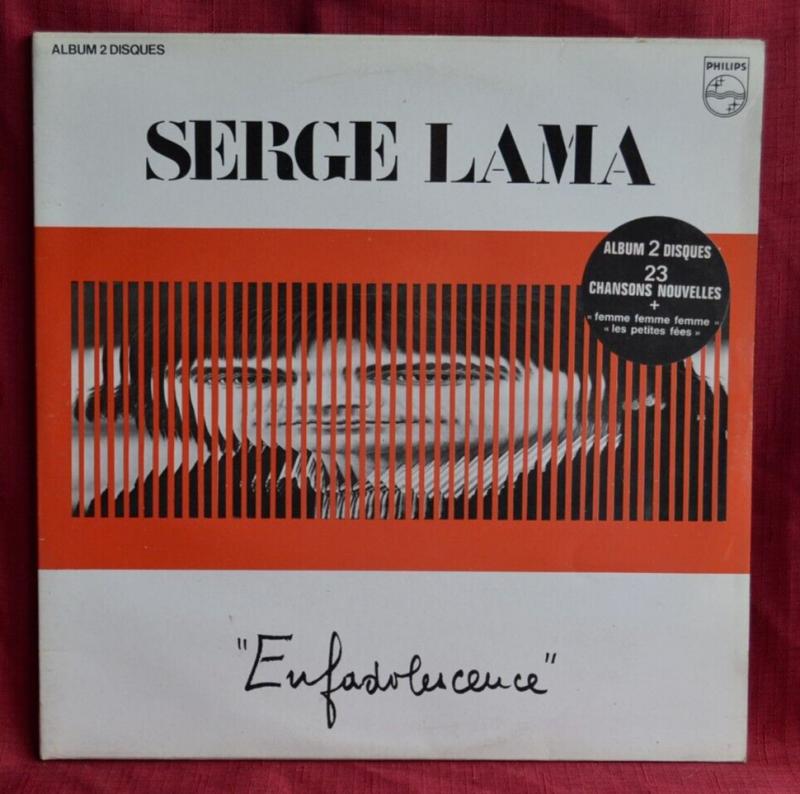 ALBUM 2 DISQUES
PHILIPS
SERGE LAMA
ALBUM 2 DISQUES
23
CHANSONS NOUVELLES
+
« femme femme femme »
« les petites fées »
"Enfadolescence"